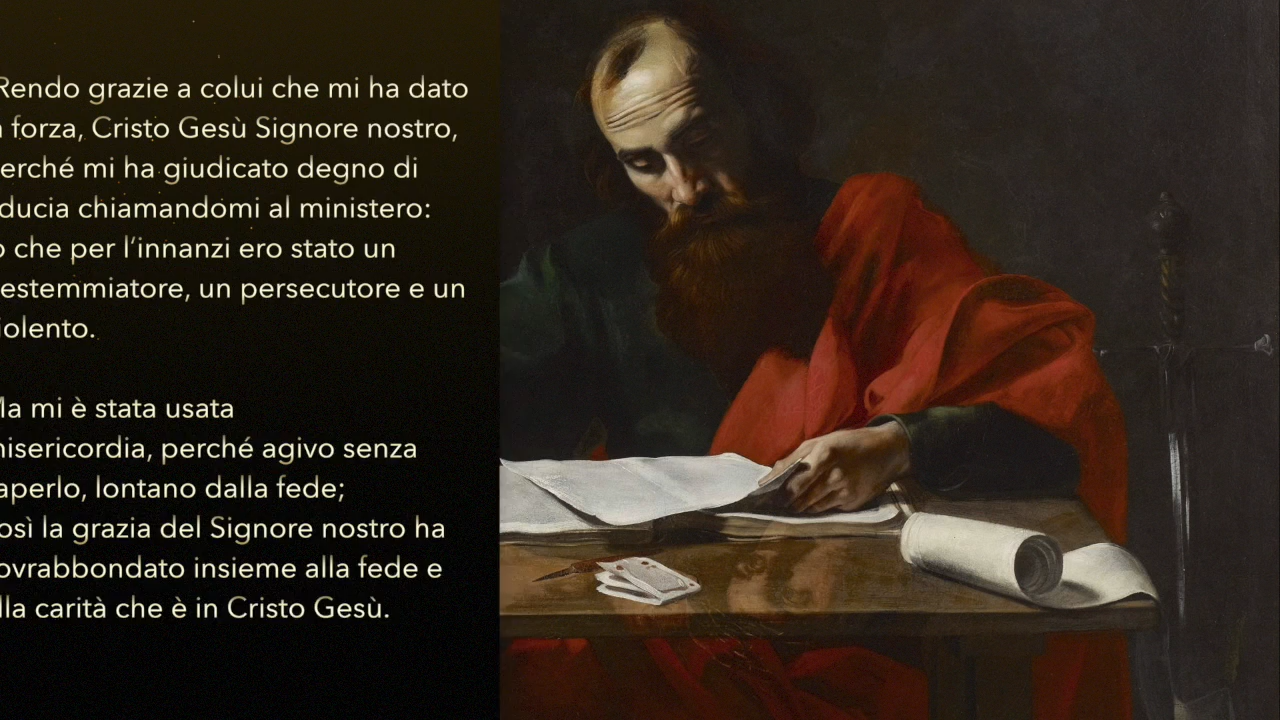 Rendo grazie a colui che mi ha dato
forza, Cristo Gesù Signore nostro,
erché mi ha giudicato degno di
ducia chiamandomi al ministero:
o che per l’innanzi ero stato un
estemmiatore, un persecutore e un
iolento.
Ma mi è stata usata
misericordia, perché agivo senza
aperlo, lontano dalla fede;
osì la grazia del Signore nostro ha
ovrabbondato insieme alla fede e
lla carità che è in Cristo Gesù.